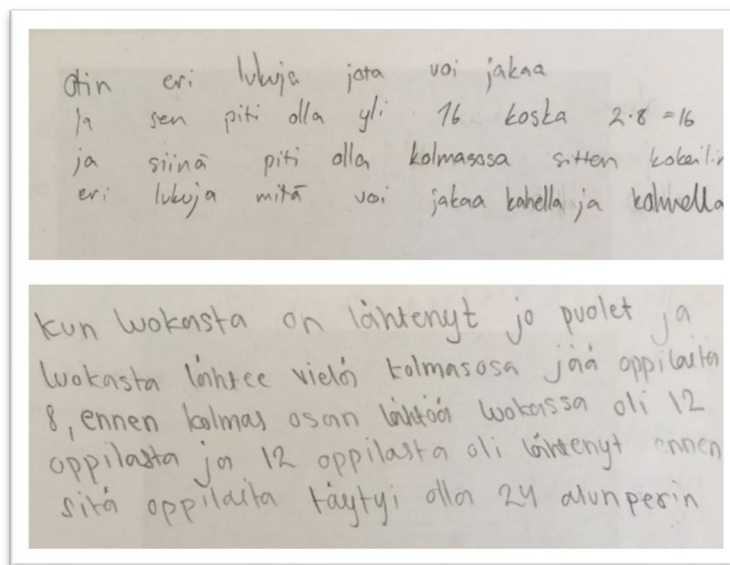 otin eri lukuja jota voi jakaa
ja sen piti olla yli 16 koska 2·8=16
ja siinä piti olla kolmasosa sitten kokeilin
eri lukuja mitä voi jakaa kahella ja kolmella
kun luokasta on lähtenyt jo puolet ja
luokasta lähtee vielä kolmasosa jää oppilaita
8, ennen kolmas osan lähtöä luokassa oli 12
oppilasta ja 12 oppilasta oli lähtenyt ennen
sitä oppilaita täytyi olla 24 alunperin